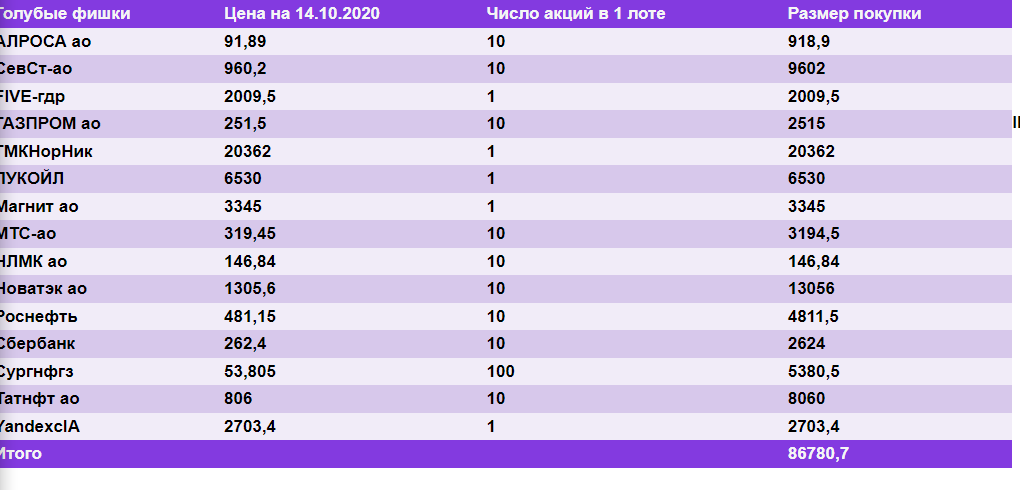 Голубые фишки Цена на 14.10.2020 Число акций в 1 лоте Размер покупки
АЛРОСА ао 91,89 10 918,9
СевСт-ао 960,2 10 9602
FIVE-гдр 2009,5 1 2009,5
ГАЗПРОМ ао 251,5 10 2515
ГМКНорНик 20362 1 20362
ЛУКОЙЛ 6530 1 6530
Магнит ао 3345 1 3345
МТС-ао 319,45 10 3194,5
НЛМК ао 146,84 10 146,84
Новатэк ао 1305,6 10 13056
Роснефть 481,15 10 4811,5
Сбербанк 262,4 10 2624
Сургнфгз 53,805 100 5380,5
Татнфт ао 806 10 8060
YandexclA 2703,4 1 2703,4
Итого 86780,7